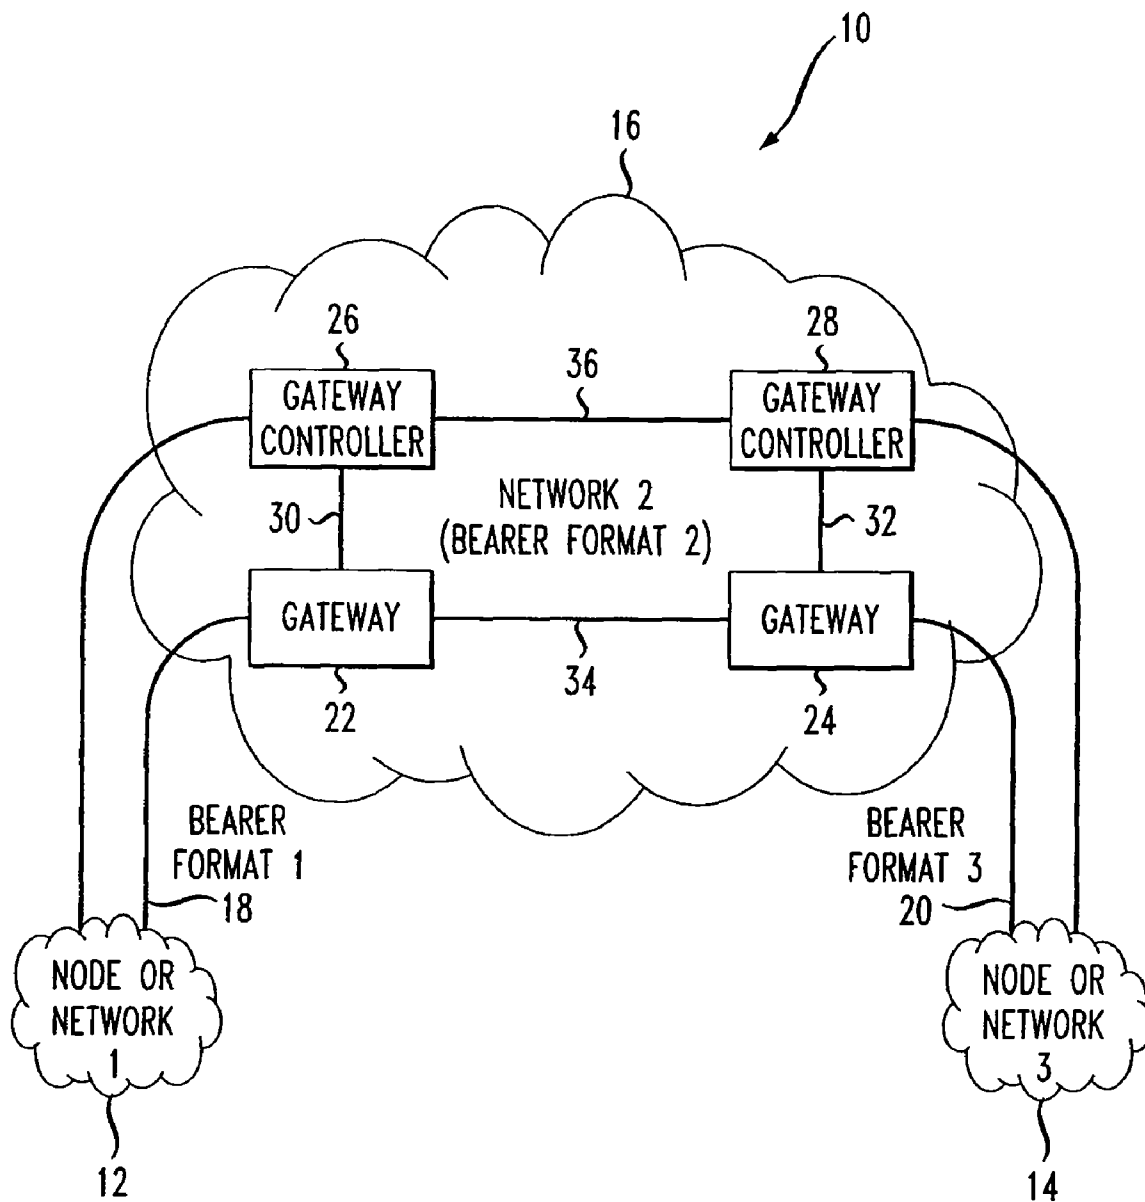 10
16
26
28
36
GATEWAY
CONTROLLER
GATEWAY
CONTROLLER
NETWORK 2
(BEARER FORMAT 2)
30
32
GATEWAY
GATEWAY
34
22
24
BEARER
FORMAT 1
18
BEARER
FORMAT 3
20
NODE OR
NETWORK
1
NODE OR
NETWORK
3
12
14